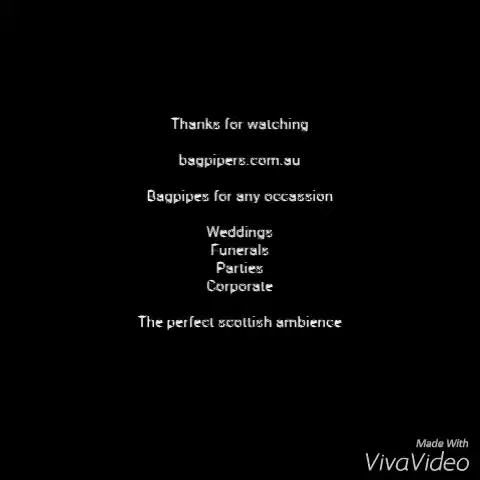 Thanks for watching
bagpipers.com.au
Bagpipes for any occassion
Weddings
Funerals
Parties
Corporate
The perfect scottish ambience
Made With
VivaVideo